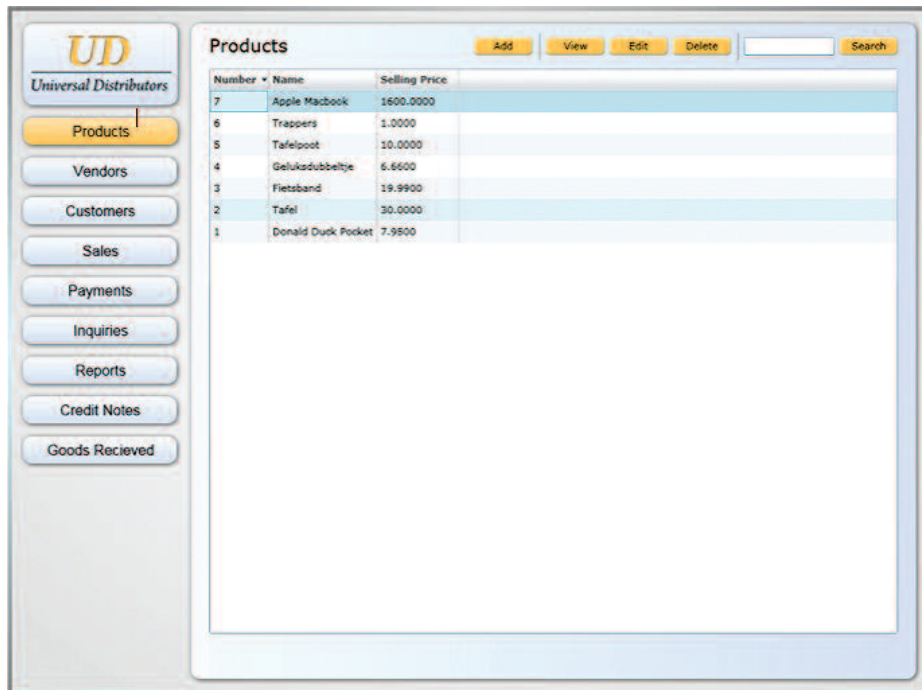 UD
Universal Distributors
Products
Vendors
Customers
Sales
Payments
Inquiries
Reports
Credit Notes
Goods Recieved
Products Add View Edit Delete Search
Number Name Selling Price
7 Apple Macbook 1600.0000
6 Trappers 1.0000
5 Tafelpoot 10.0000
4 Geluksdubbeltje 6.6600
3 Fietsband 19.9900
2 Tafel 30.0000
1 Donald Duck Pocket 7.9500